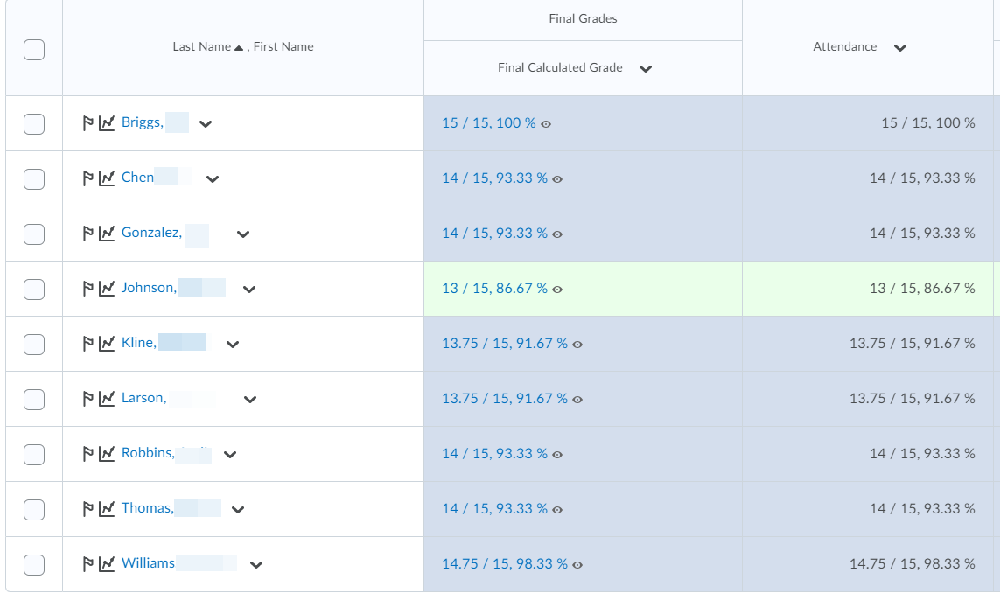 Final Grades
Last Name ▲ , First Name
Attendance
Final Calculated Grade
Briggs, 15 / 15, 100 % 15 / 15, 100 %
Chen 14 / 15, 93.33 % 14 / 15, 93.33 %
Gonzalez, 14 / 15, 93.33 % 14 / 15, 93.33 %
Johnson, 13 / 15, 86.67 % 13 / 15, 86.67 %
Kline, 13.75 / 15, 91.67 % 13.75 / 15, 91.67 %
Larson, 13.75 / 15, 91.67 % 13.75 / 15, 91.67 %
Robbins, 14 / 15, 93.33 % 14 / 15, 93.33 %
Thomas, 14 / 15, 93.33 % 14 / 15, 93.33 %
Williams 14.75 / 15, 98.33 % 14.75 / 15, 98.33 %